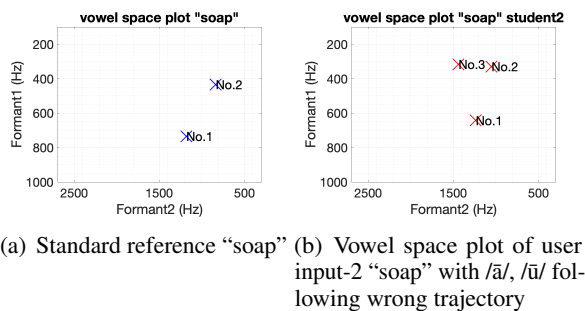 vowel space plot "soap"
200
400
600
800
1000
2500
1500
500
Formant1 (Hz)
Formant2 (Hz)
No.2
No.1
(a) Standard reference “soap”
vowel space plot "soap" student2
200
400
600
800
1000
2500
1500
500
Formant1 (Hz)
Formant2 (Hz)
No.3
No.2
No.1
(b) Vowel space plot of user
input-2 “soap” with /ā/, /ū/ fol-
lowing wrong trajectory